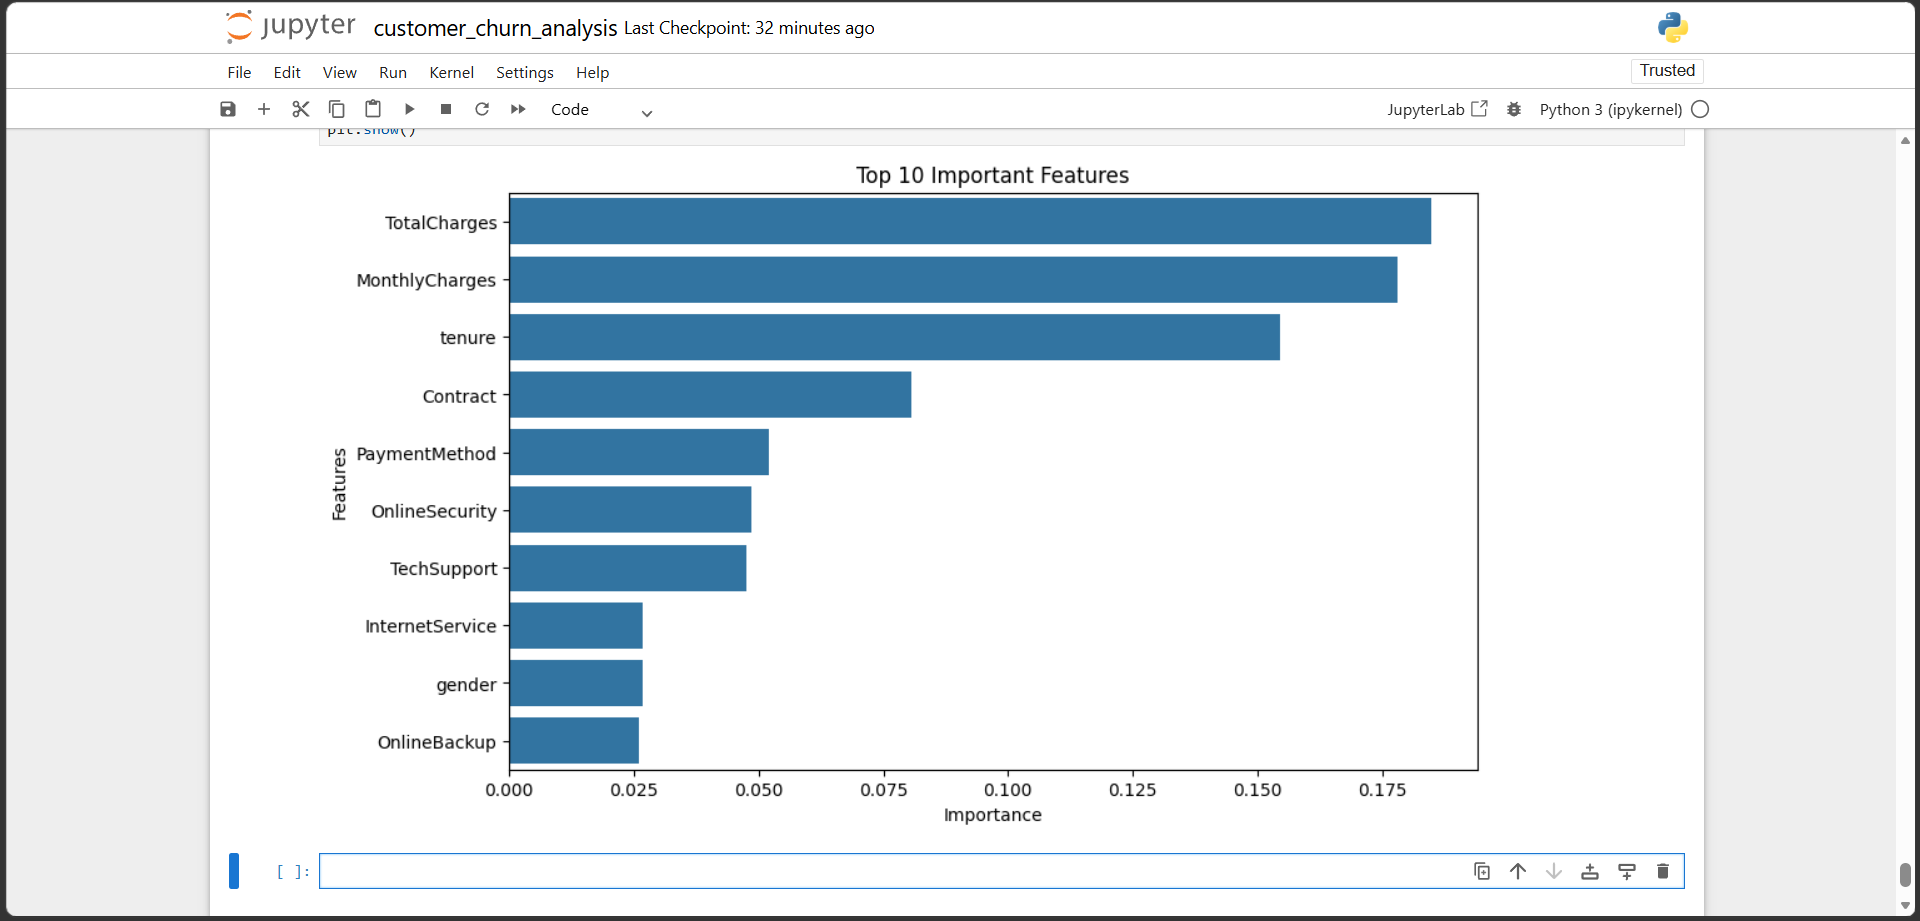 jupyter customer_churn_analysis Last Checkpoint: 32 minutes ago
File Edit View Run Kernel Settings Help Trusted
Code JupyterLab Python 3 (ipykernel)
plt.show()
Top 10 Important Features
TotalCharges
MonthlyCharges
tenure
Contract
PaymentMethod
Features
OnlineSecurity
TechSupport
InternetService
gender
OnlineBackup
0.000 0.025 0.050 0.075 0.100 0.125 0.150 0.175
Importance
[ ]: